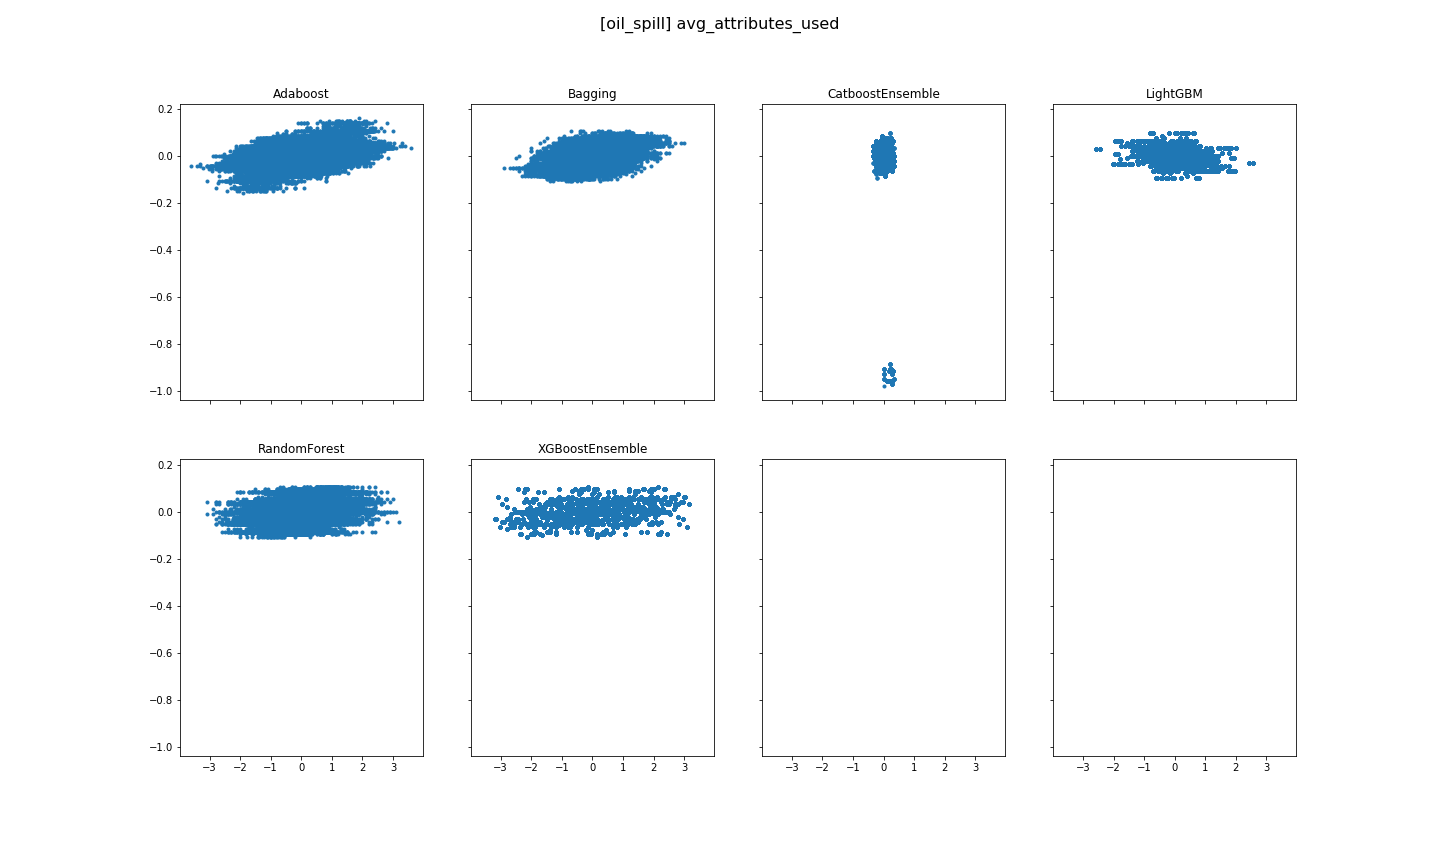 [oil_spill] avg_attributes_used
Adaboost
Bagging
CatboostEnsemble
LightGBM
0.2
0.0
−0.2
−0.4
−0.6
−0.8
−1.0
RandomForest
XGBoostEnsemble
0.2
0.0
−0.2
−0.4
−0.6
−0.8
−1.0
−3 −2 −1 0 1 2 3
−3 −2 −1 0 1 2 3
−3 −2 −1 0 1 2 3
−3 −2 −1 0 1 2 3